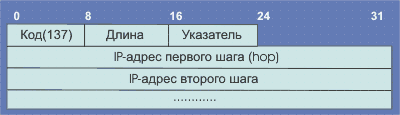 0 8 16 24 31
Код(137) Длина Указатель
IP-адрес первого шага (hop)
IP-адрес второго шага
............